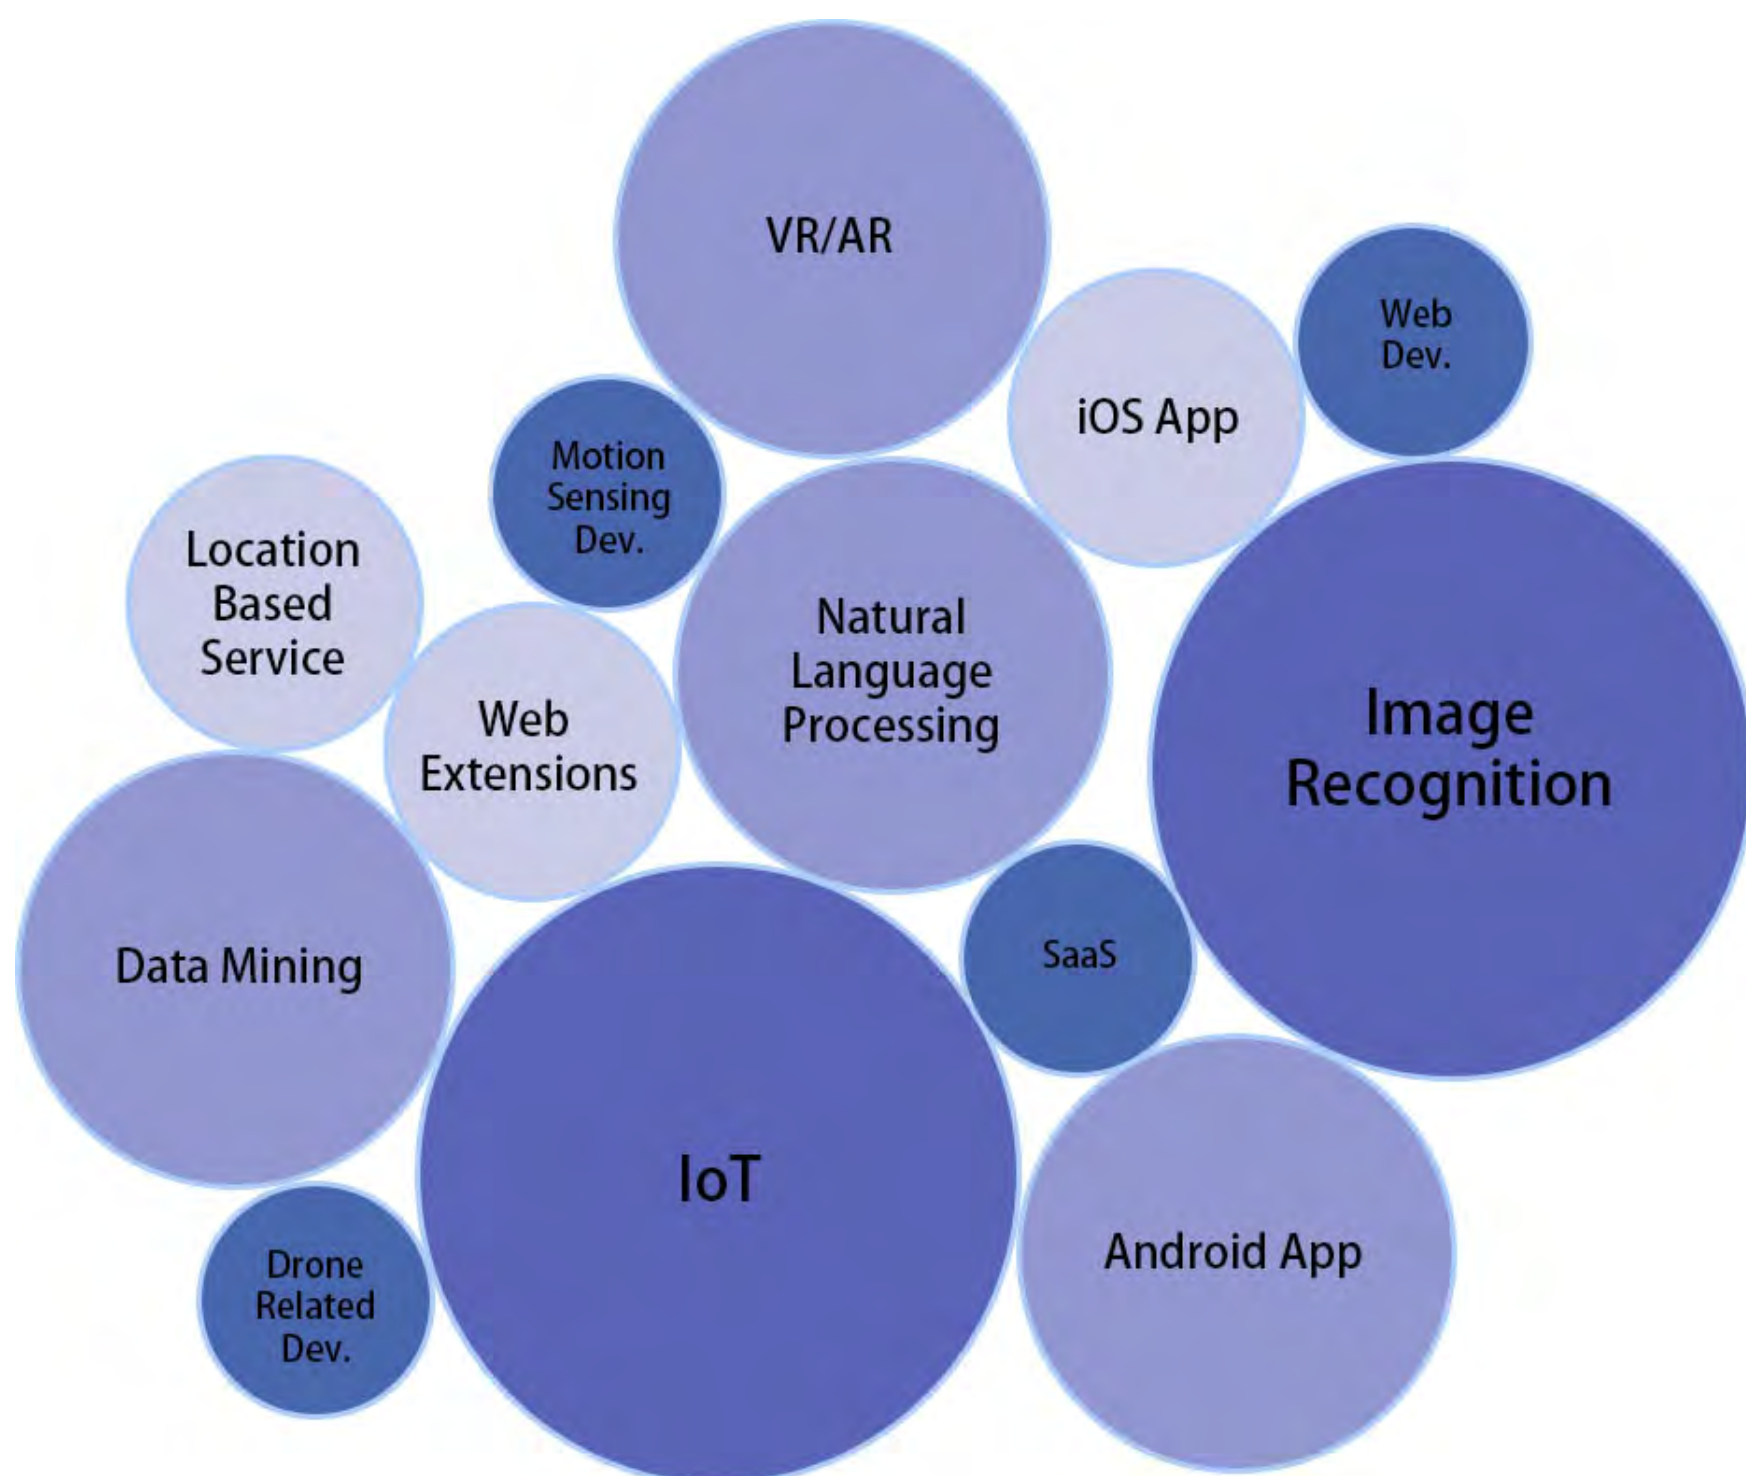 VR/AR
Web
Dev.
iOS App
Motion
Sensing
Dev.
Location
Based
Service
Natural
Language
Processing
Web
Extensions
Image
Recognition
Data Mining
SaaS
IoT
Android App
Drone
Related
Dev.